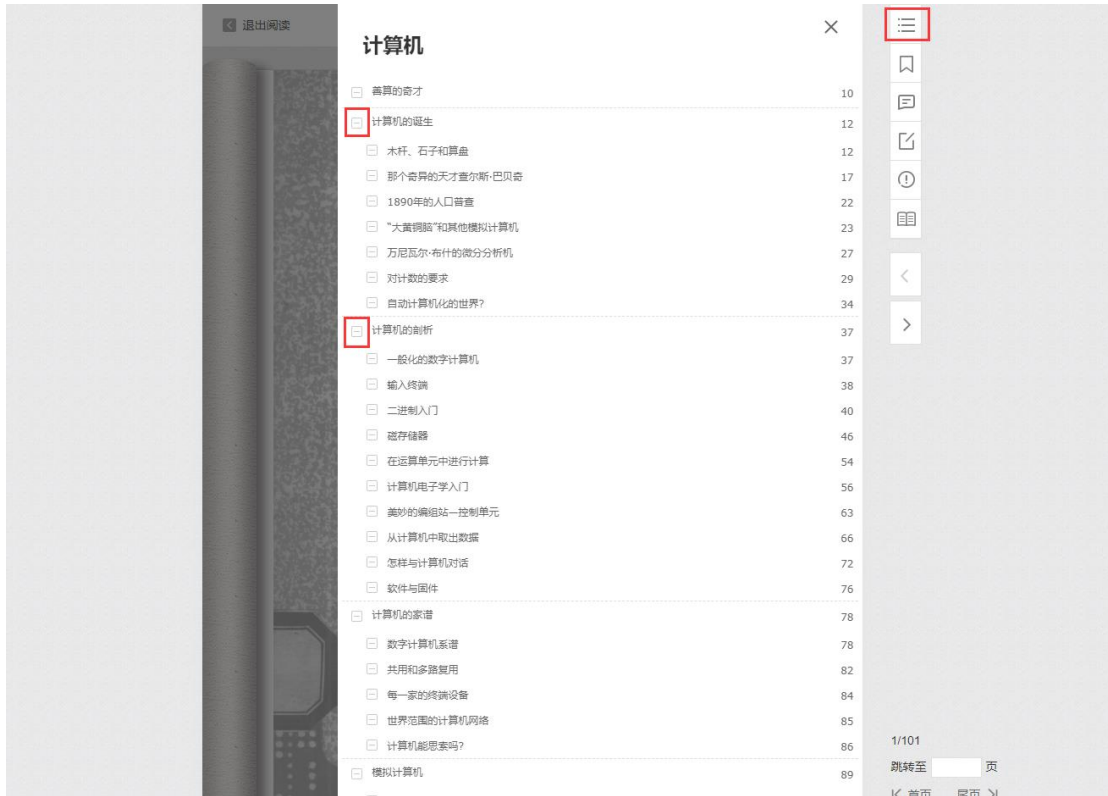 退出阅读
计算机
善算的奇才 10
计算机的诞生 12
木杆、石子和算盘 12
那个奇异的天才查尔斯·巴贝奇 17
1890年的人口普查 22
“大黄铜脑”和其他模拟计算机 23
万尼瓦尔·布什的微分分析机 27
对计数的要求 29
自动计算机化的世界? 34
计算机的剖析 37
一般化的数字计算机 37
输入终端 38
二进制入门 40
磁存储器 46
在运算单元中进行计算 54
计算机电子学入门 56
美妙的编组站—控制单元 63
从计算机中取出数据 66
怎样与计算机对话 72
软件与固件 76
计算机的家谱 78
数字计算机系谱 78
共用和多路复用 82
每一家的终端设备 84
世界范围的计算机网络 85
计算机能思索吗? 86
模拟计算机 89
1/101
跳转至 页
首页 尾页